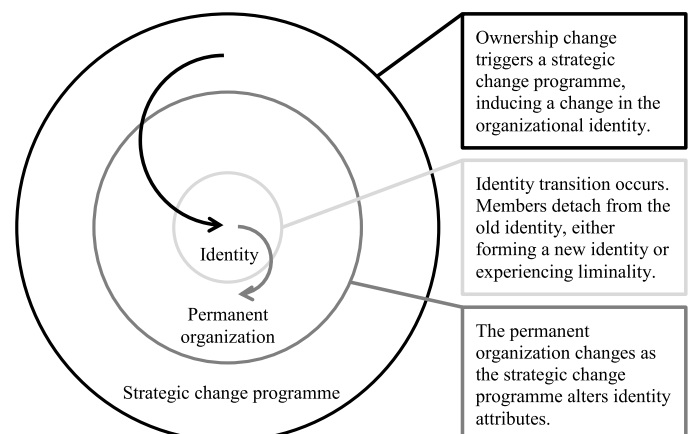 Ownership change
triggers a strategic
change programme,
inducing a change in the
organizational identity.
Identity transition occurs.
Members detach from the
old identity, either
forming a new identity or
experiencing liminality.
Identity
Permanent
organization
The permanent
organization changes as
the strategic change
programme alters identity
attributes.
Strategic change programme